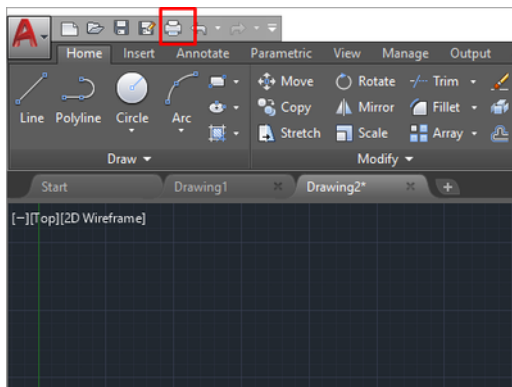 A
Home Insert Annotate Parametric View Manage Output
Move Rotate Trim
Copy Mirror Fillet
Line Polyline Circle Arc
Stretch Scale Array
Draw Modify
Start Drawing1 Drawing2* +
[−][Top][2D Wireframe]